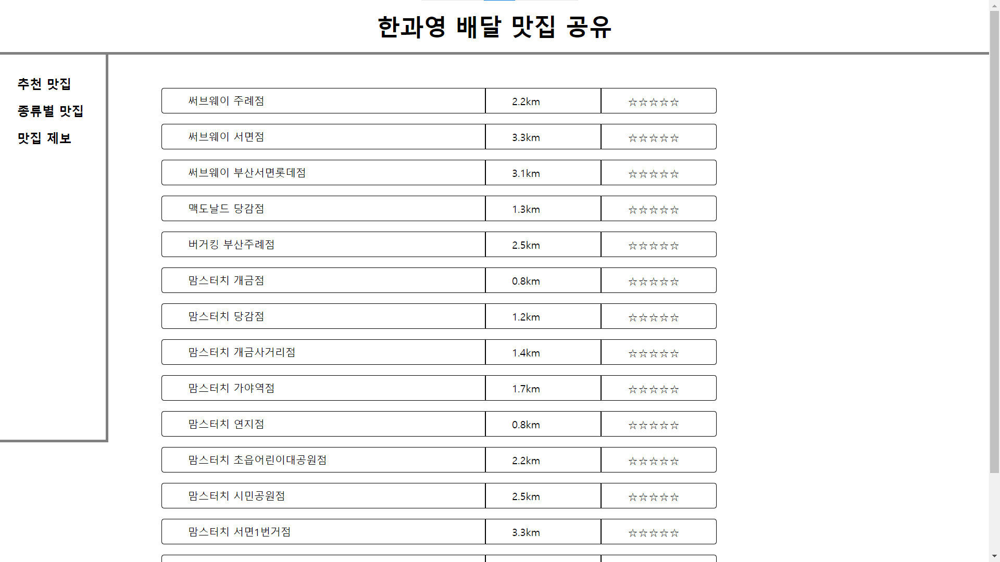 한과영 배달 맛집 공유
추천 맛집
종류별 맛집
맛집 제보
써브웨이 주례점 2.2km ☆☆☆☆☆
써브웨이 서면점 3.3km ☆☆☆☆☆
써브웨이 부산서면롯데점 3.1km ☆☆☆☆☆
맥도날드 당감점 1.3km ☆☆☆☆☆
버거킹 부산주례점 2.5km ☆☆☆☆☆
맘스터치 개금점 0.8km ☆☆☆☆☆
맘스터치 당감점 1.2km ☆☆☆☆☆
맘스터치 개금사거리점 1.4km ☆☆☆☆☆
맘스터치 가야역점 1.7km ☆☆☆☆☆
맘스터치 연지점 0.8km ☆☆☆☆☆
맘스터치 초읍어린이대공원점 2.2km ☆☆☆☆☆
맘스터치 시민공원점 2.5km ☆☆☆☆☆
맘스터치 서면1번거점 3.3km ☆☆☆☆☆